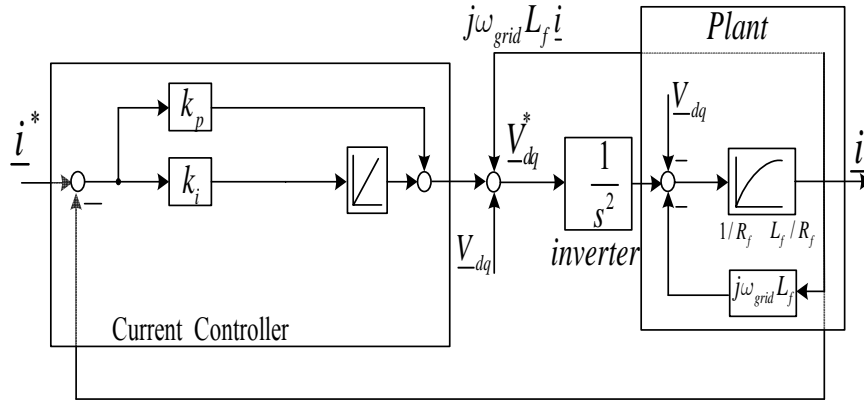 jω_grid L_f i
Plant
k_p
i*
V*_dq
V_dq
i
k_i
1/s²
–
–
–
1/R_f L_f/R_f
V_dq
inverter
jω_grid L_f
Current Controller